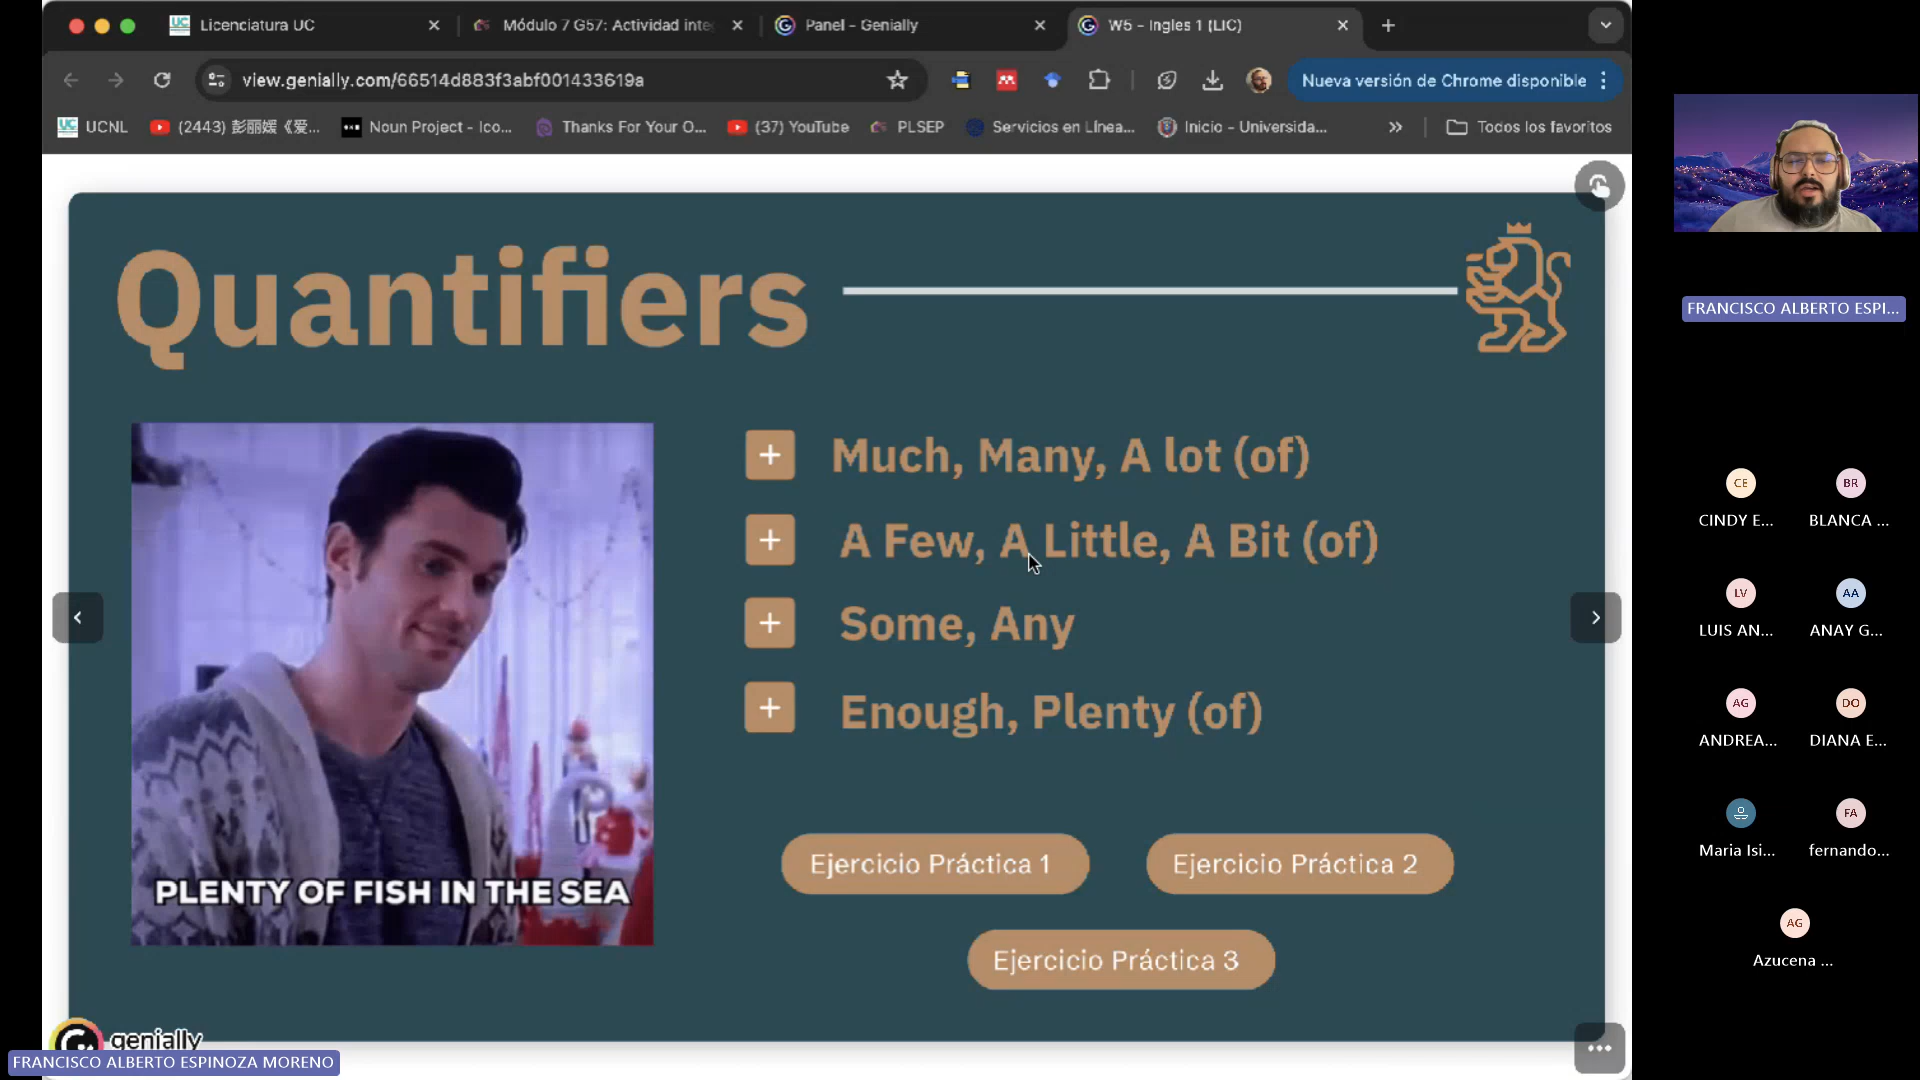 Licenciatura UC
Módulo 7 G57: Actividad inte
Panel - Genially
W5 - Ingles 1 (LIC)
view.genially.com/66514d883f3abf001433619a
Nueva versión de Chrome disponible
UCNL
(2443) 彭丽媛《爱...
Noun Project - Ico...
Thanks For Your O...
(37) YouTube
PLSEP
Servicios en Línea...
Inicio - Universida...
Todos los favoritos
Quantifiers
+ Much, Many, A lot (of)
+ A Few, A Little, A Bit (of)
+ Some, Any
+ Enough, Plenty (of)
PLENTY OF FISH IN THE SEA
Ejercicio Práctica 1
Ejercicio Práctica 2
Ejercicio Práctica 3
genially
FRANCISCO ALBERTO ESPINOZA MORENO
FRANCISCO ALBERTO ESPI...
CE
BR
CINDY E...
BLANCA ...
LV
AA
LUIS AN...
ANAY G...
AG
DO
ANDREA...
DIANA E...
FA
Maria Isi...
fernando...
AG
Azucena ...